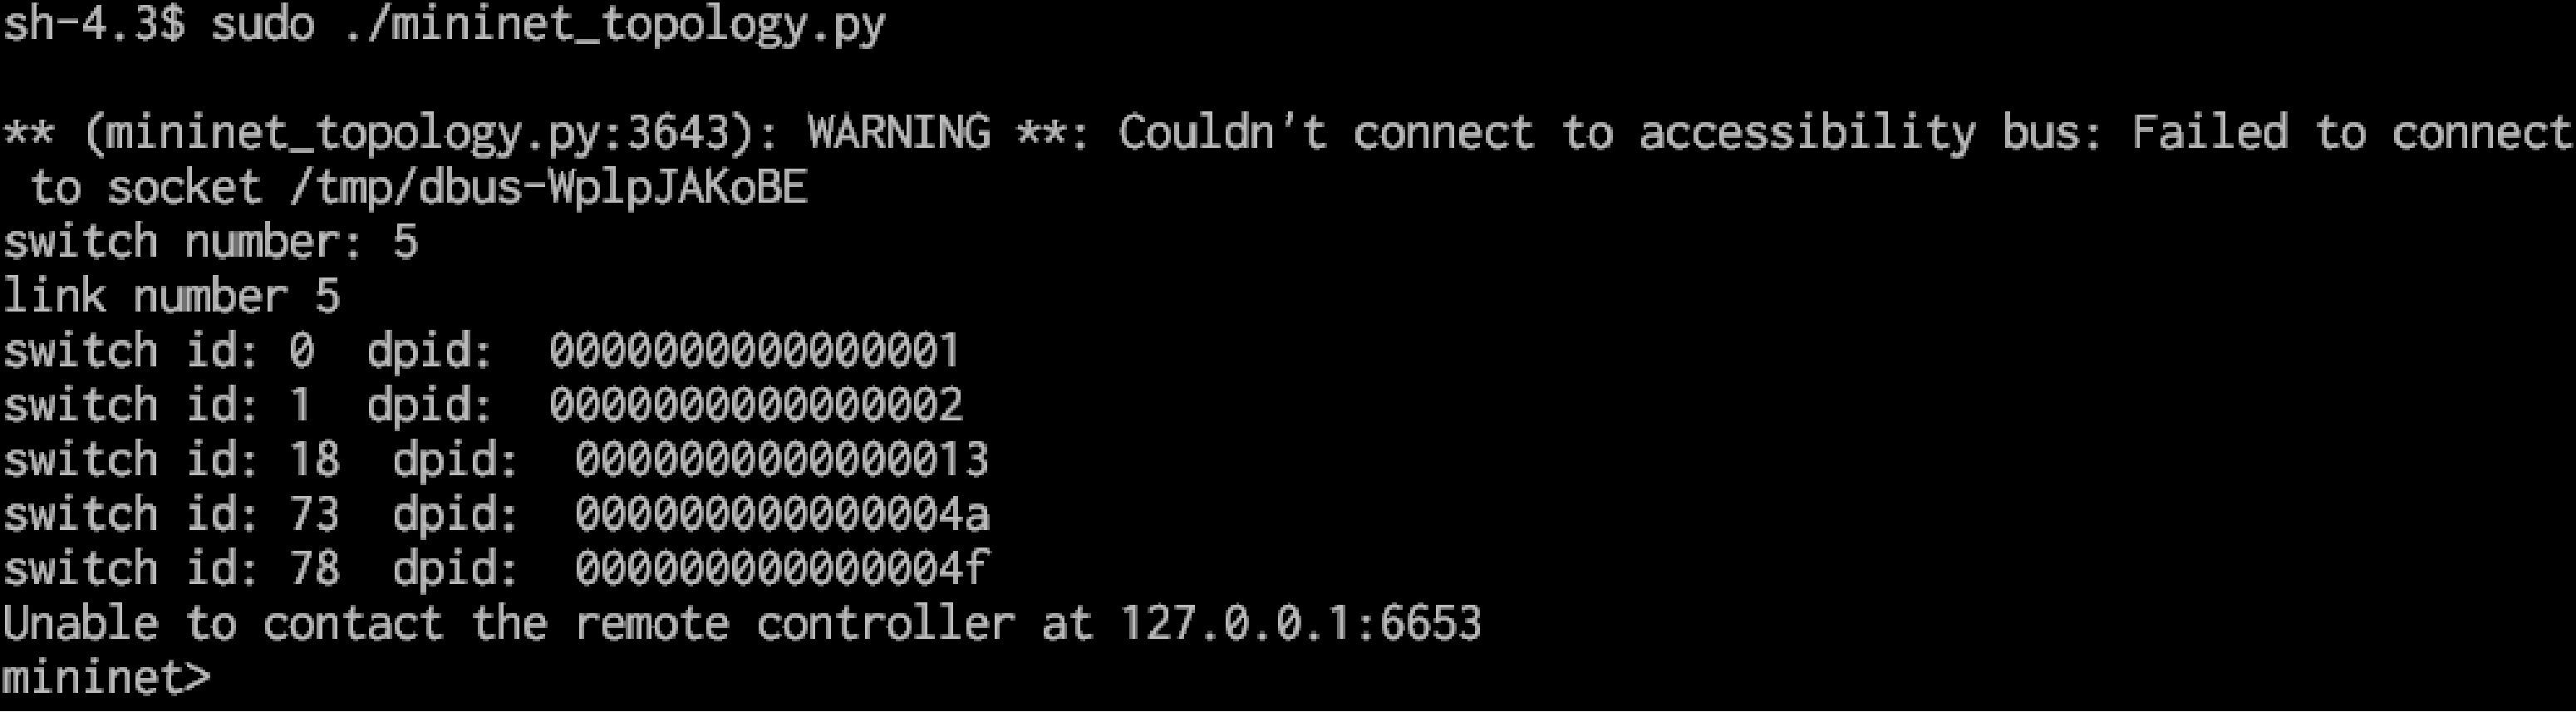 sh-4.3$ sudo ./mininet_topology.py
** (mininet_topology.py:3643): WARNING **: Couldn't connect to accessibility bus: Failed to connect
 to socket /tmp/dbus-WplpJAKoBE
switch number: 5
link number 5
switch id: 0  dpid:  0000000000000001
switch id: 1  dpid:  0000000000000002
switch id: 18  dpid:  0000000000000013
switch id: 73  dpid:  000000000000004a
switch id: 78  dpid:  000000000000004f
Unable to contact the remote controller at 127.0.0.1:6653
mininet>